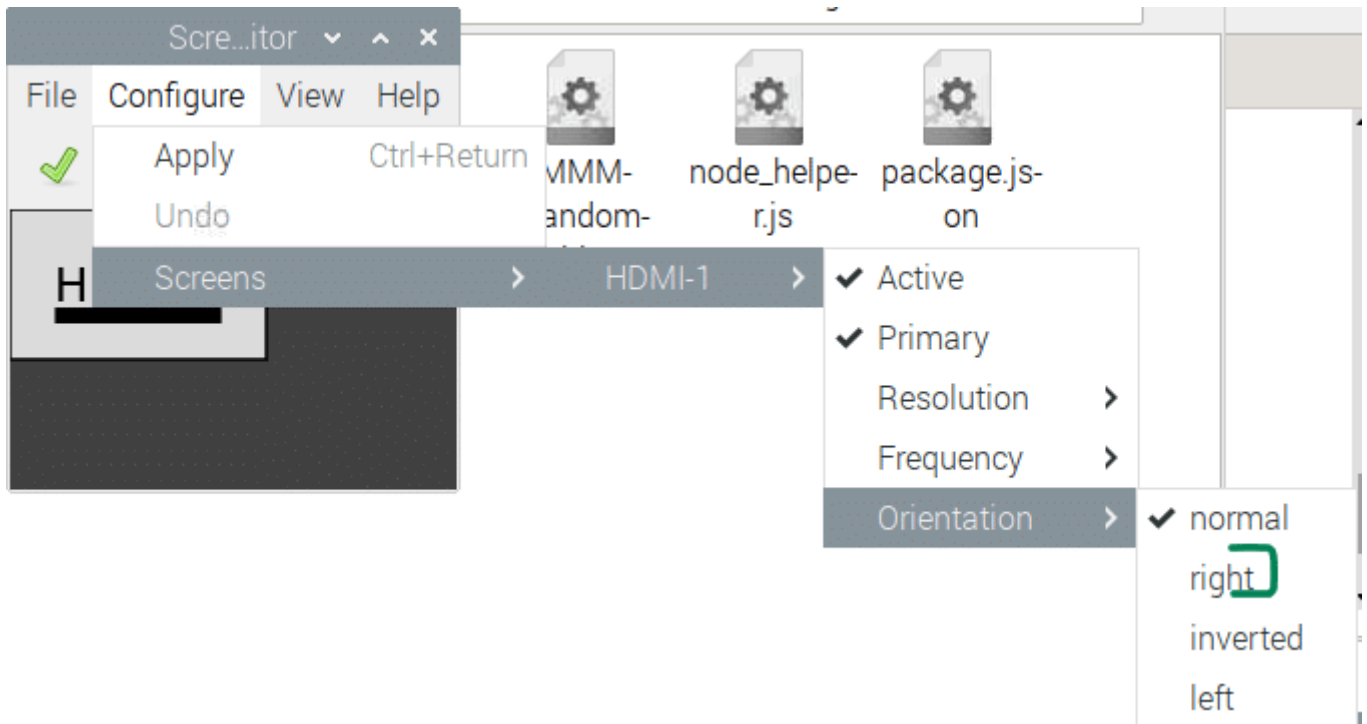 Scre...itor
File Configure View Help
Apply Ctrl+Return
Undo
Screens HDMI-1
H
MMM-
andom-
node_helpe-
r.js
package.js-
on
Active
Primary
Resolution
Frequency
Orientation
normal
right
inverted
left